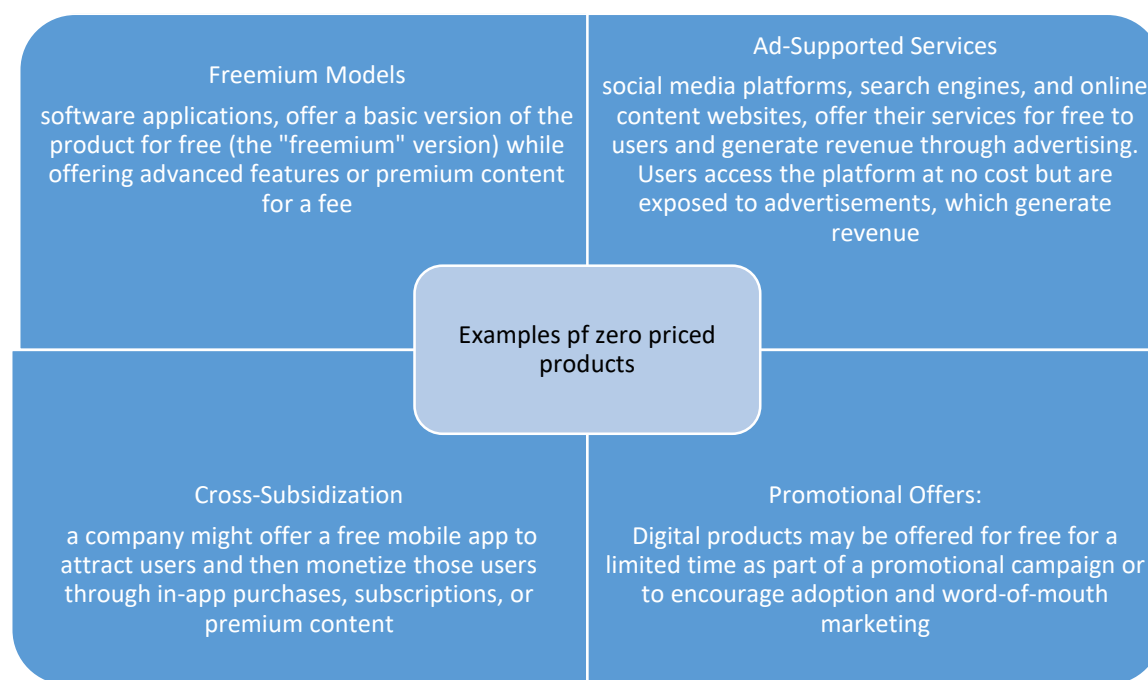 Freemium Models
software applications, offer a basic version of the
product for free (the "freemium" version) while
offering advanced features or premium content
for a fee
Ad-Supported Services
social media platforms, search engines, and online
content websites, offer their services for free to
users and generate revenue through advertising.
Users access the platform at no cost but are
exposed to advertisements, which generate
revenue
Examples pf zero priced
products
Cross-Subsidization
a company might offer a free mobile app to
attract users and then monetize those users
through in-app purchases, subscriptions, or
premium content
Promotional Offers:
Digital products may be offered for free for a
limited time as part of a promotional campaign or
to encourage adoption and word-of-mouth
marketing